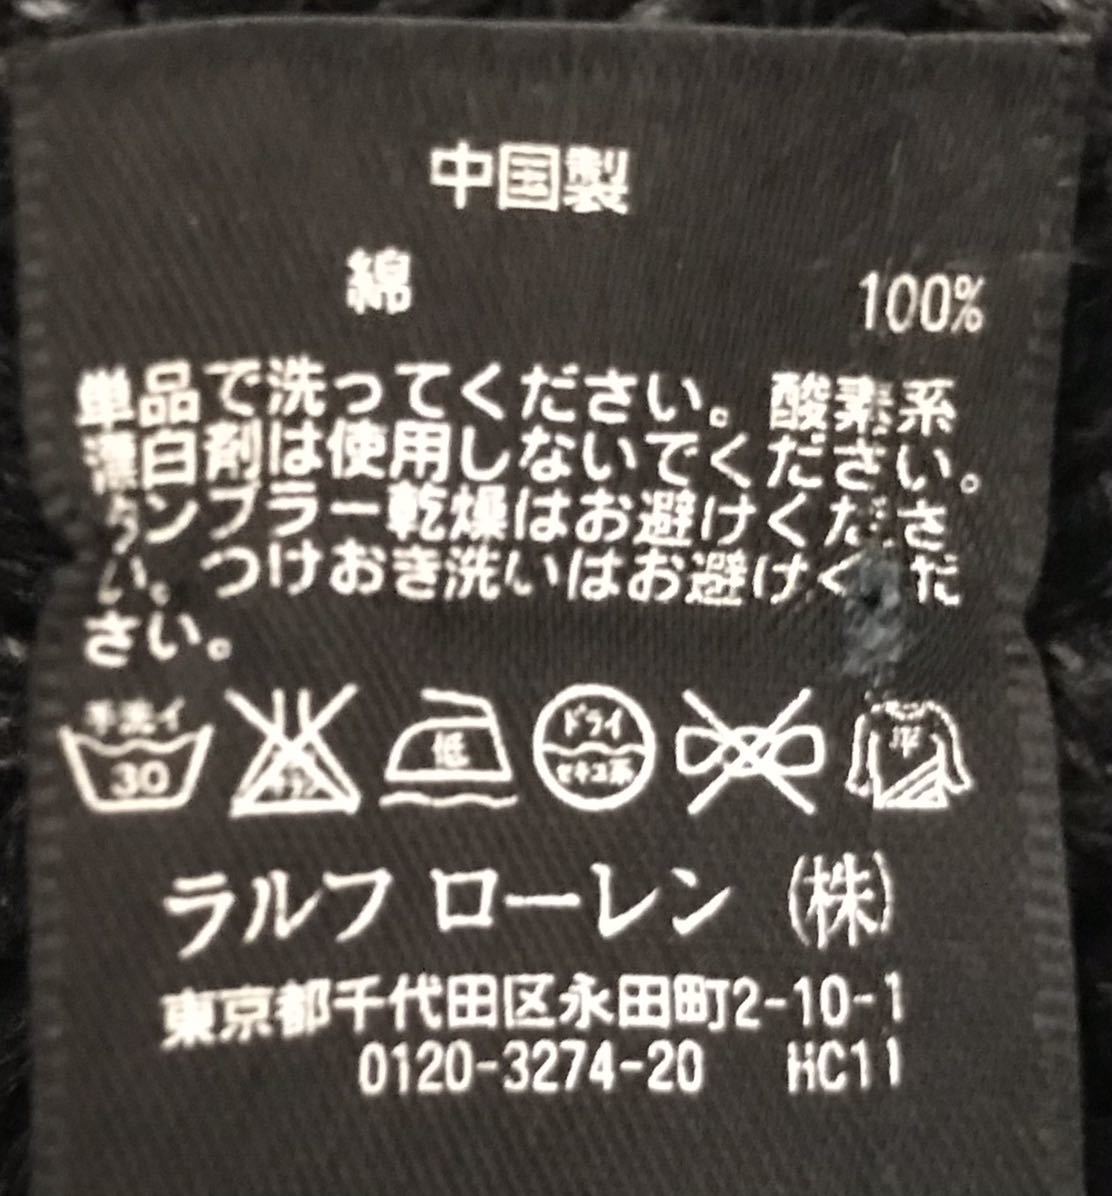 中国製
綿 100%
単品で洗ってください。酸素系
漂白剤は使用しないでください。
タンブラー乾燥はお避けくださ
い。つけおき洗いはお避けくだ
さい。
手洗イ 30 低 ドライ セキユ系 平
ラルフ ローレン (株)
東京都千代田区永田町2-10-1
0120-3274-20 HC11